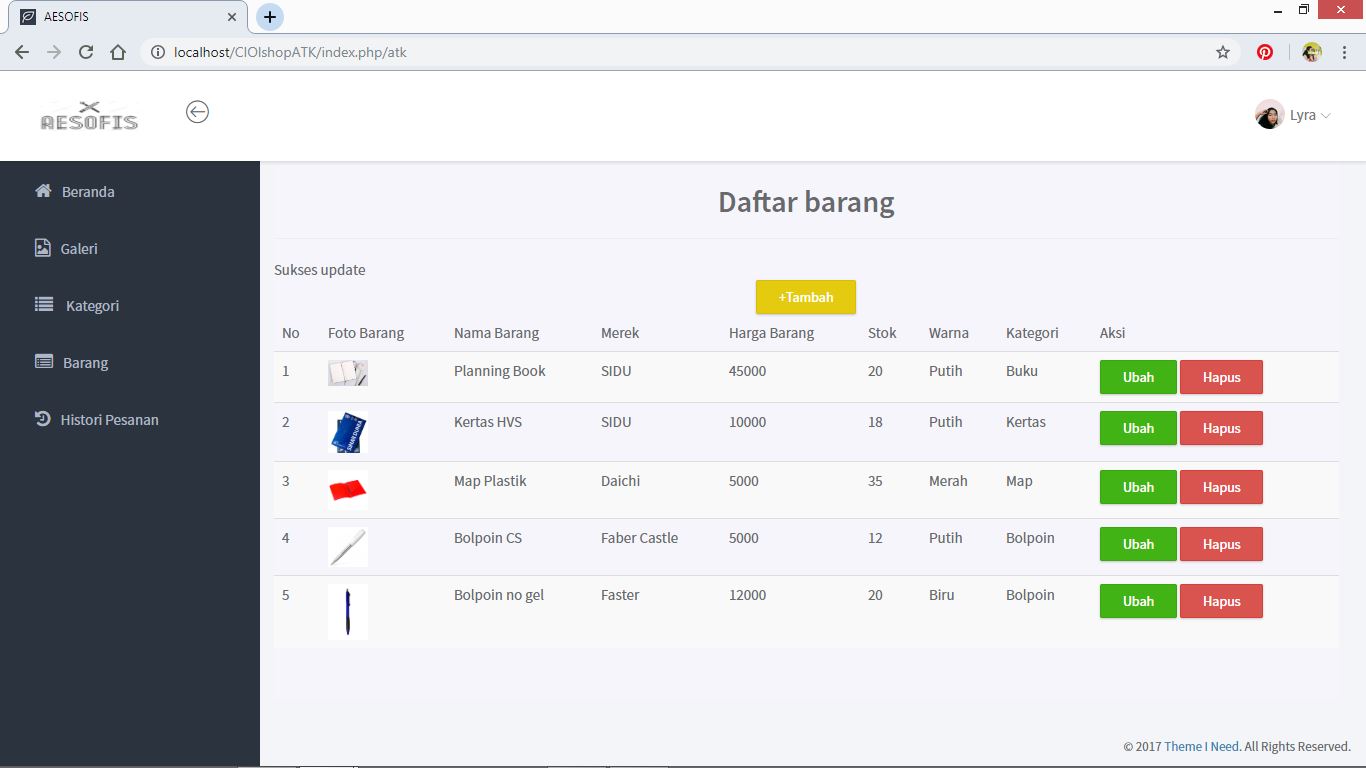 AESOFIS
localhost/CIOlshopATK/index.php/atk
AESOFIS
Lyra
Beranda
Galeri
Kategori
Barang
Histori Pesanan
Daftar barang
Sukses update
+Tambah
No Foto Barang Nama Barang Merek Harga Barang Stok Warna Kategori Aksi
1 Planning Book SIDU 45000 20 Putih Buku Ubah Hapus
2 Kertas HVS SIDU 10000 18 Putih Kertas Ubah Hapus
3 Map Plastik Daichi 5000 35 Merah Map Ubah Hapus
4 Bolpoin CS Faber Castle 5000 12 Putih Bolpoin Ubah Hapus
5 Bolpoin no gel Faster 12000 20 Biru Bolpoin Ubah Hapus
© 2017 Theme I Need. All Rights Reserved.